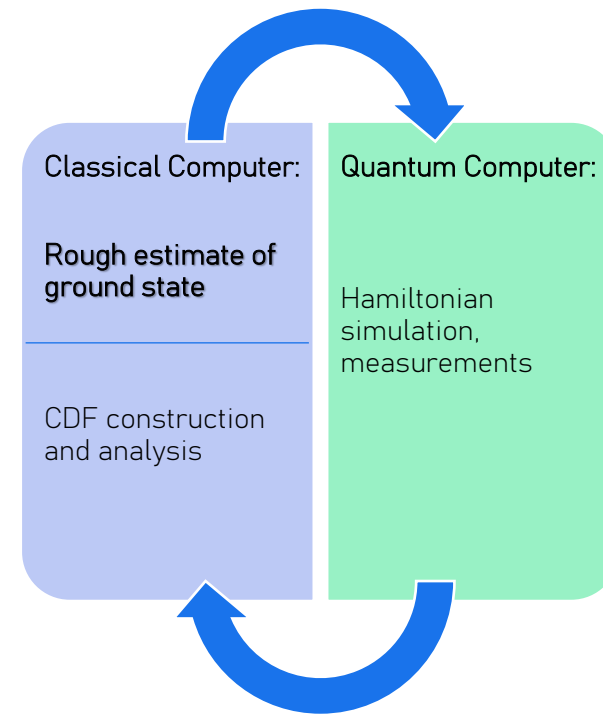 Classical Computer:
Rough estimate of
ground state
CDF construction
and analysis
Quantum Computer:
Hamiltonian
simulation,
measurements